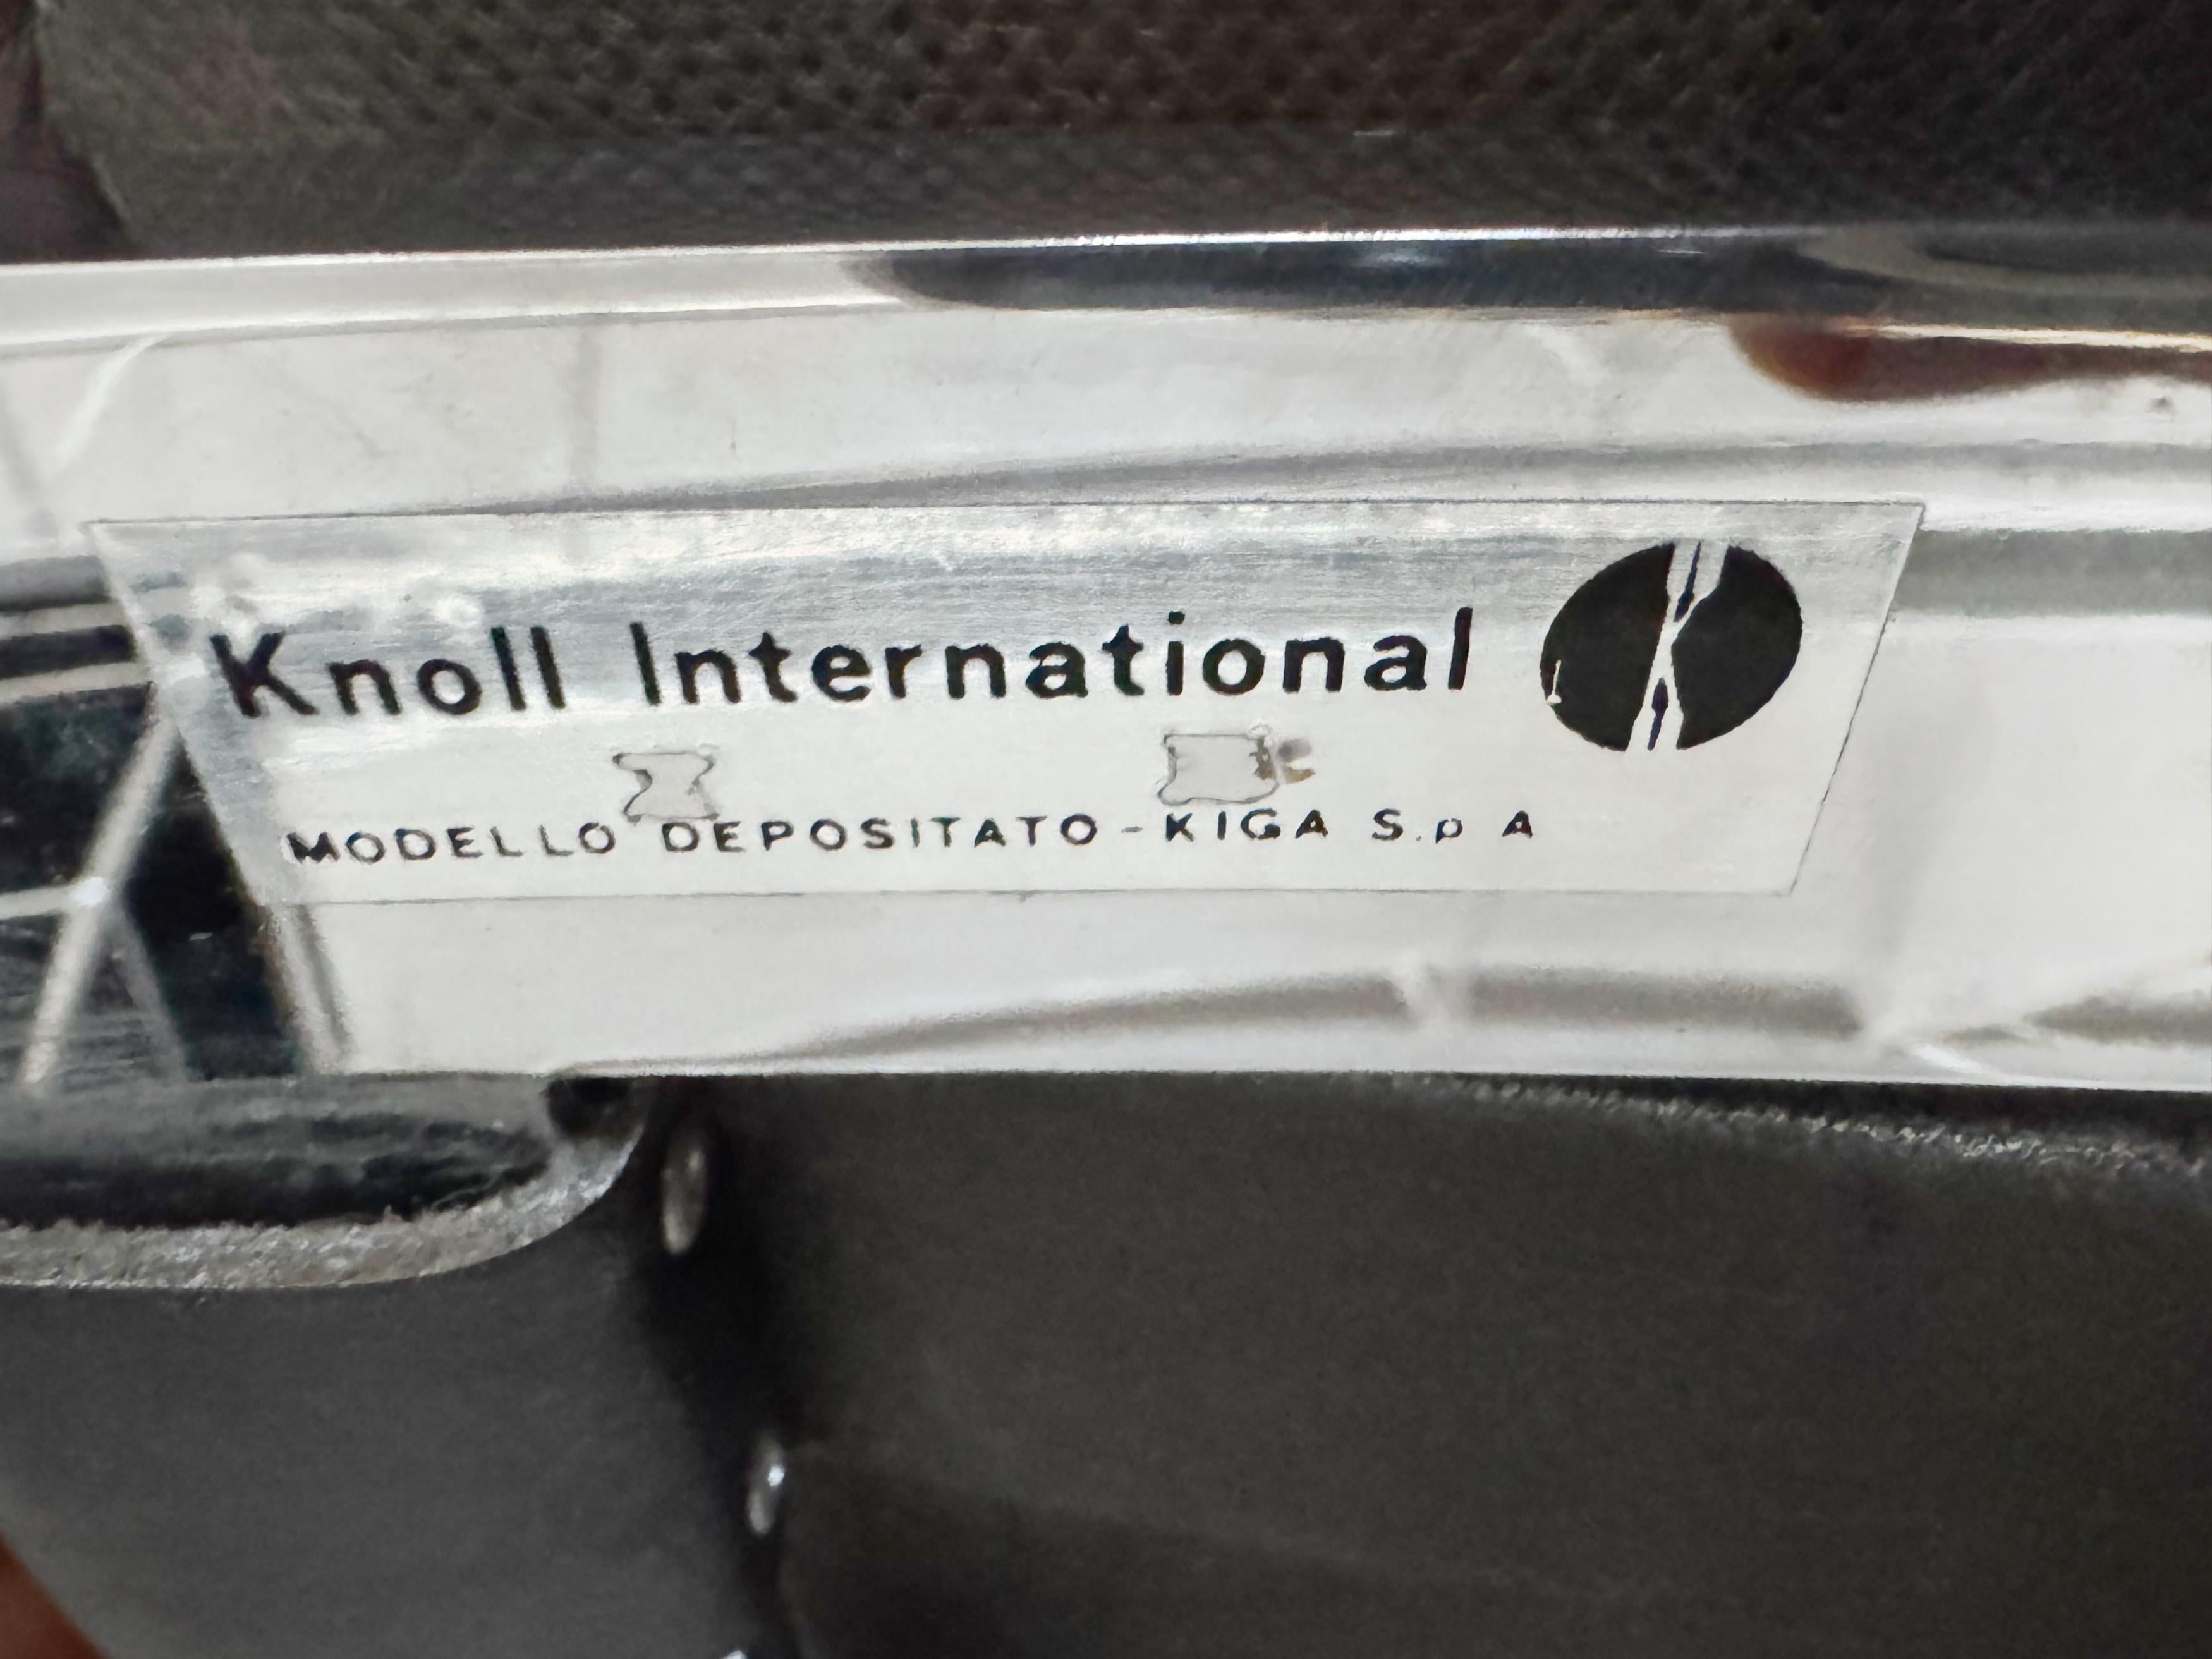 Knoll International
MODELLO DEPOSITATO - KIGA S.p A